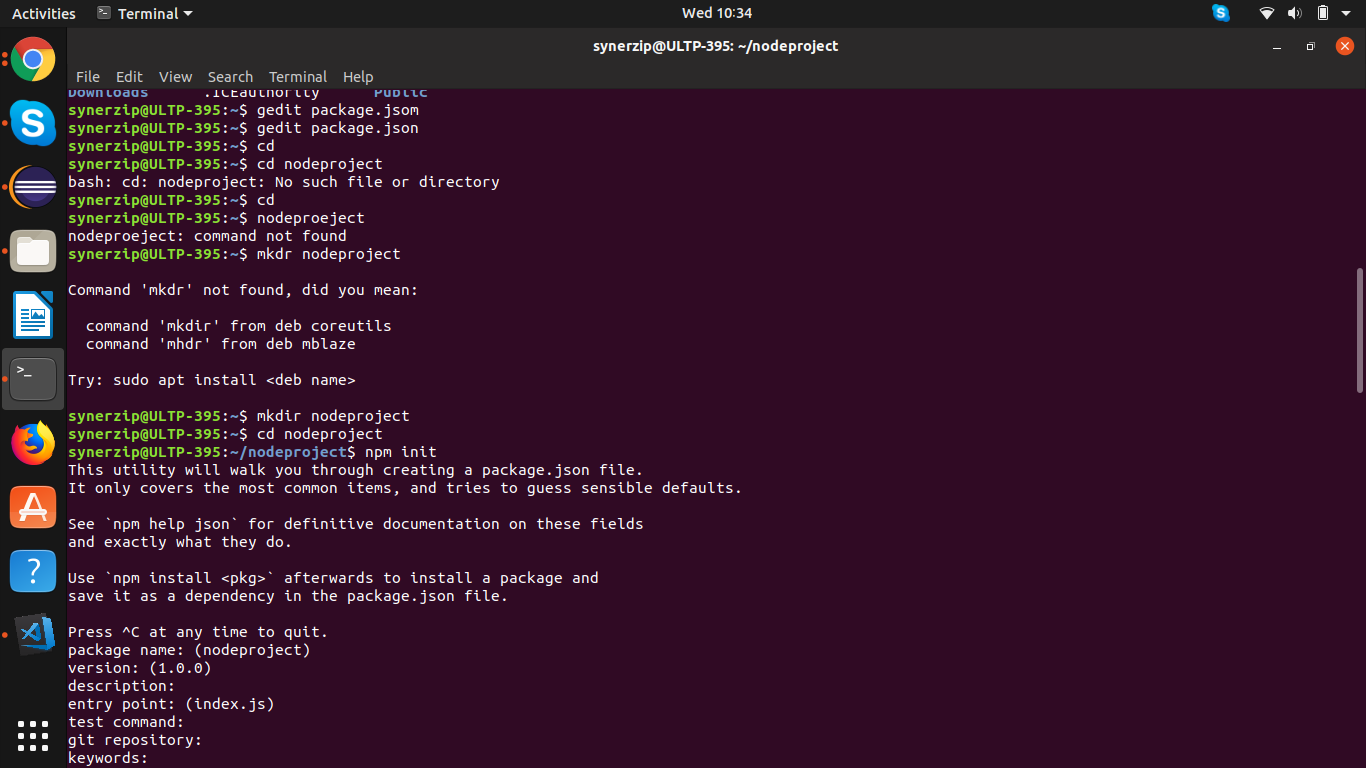 Activities Terminal Wed 10:34
synerzip@ULTP-395: ~/nodeproject
File Edit View Search Terminal Help
Downloads .ICEauthority Public
synerzip@ULTP-395:~$ gedit package.jsom
synerzip@ULTP-395:~$ gedit package.json
synerzip@ULTP-395:~$ cd
synerzip@ULTP-395:~$ cd nodeproject
bash: cd: nodeproject: No such file or directory
synerzip@ULTP-395:~$ cd
synerzip@ULTP-395:~$ nodeproeject
nodeproeject: command not found
synerzip@ULTP-395:~$ mkdr nodeproject
Command 'mkdr' not found, did you mean:
command 'mkdir' from deb coreutils
command 'mhdr' from deb mblaze
Try: sudo apt install <deb name>
synerzip@ULTP-395:~$ mkdir nodeproject
synerzip@ULTP-395:~$ cd nodeproject
synerzip@ULTP-395:~/nodeproject$ npm init
This utility will walk you through creating a package.json file.
It only covers the most common items, and tries to guess sensible defaults.
See `npm help json` for definitive documentation on these fields
and exactly what they do.
Use `npm install <pkg>` afterwards to install a package and
save it as a dependency in the package.json file.
Press ^C at any time to quit.
package name: (nodeproject)
version: (1.0.0)
description:
entry point: (index.js)
test command:
git repository:
keywords: